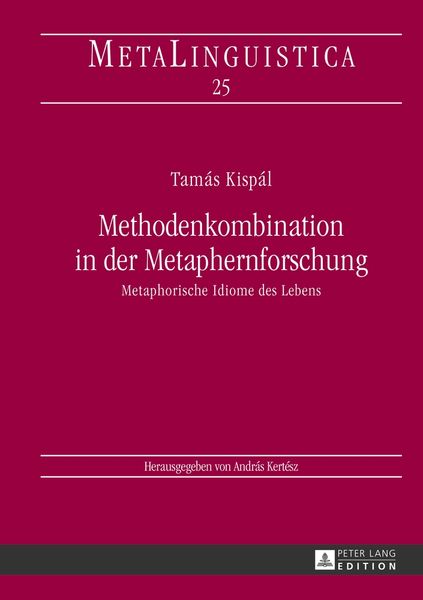 METALINGUISTICA
25
Tamás Kispál
Methodenkombination
in der Metaphernforschung
Metaphorische Idiome des Lebens
Herausgegeben von András Kertész
PETER LANG
EDITION